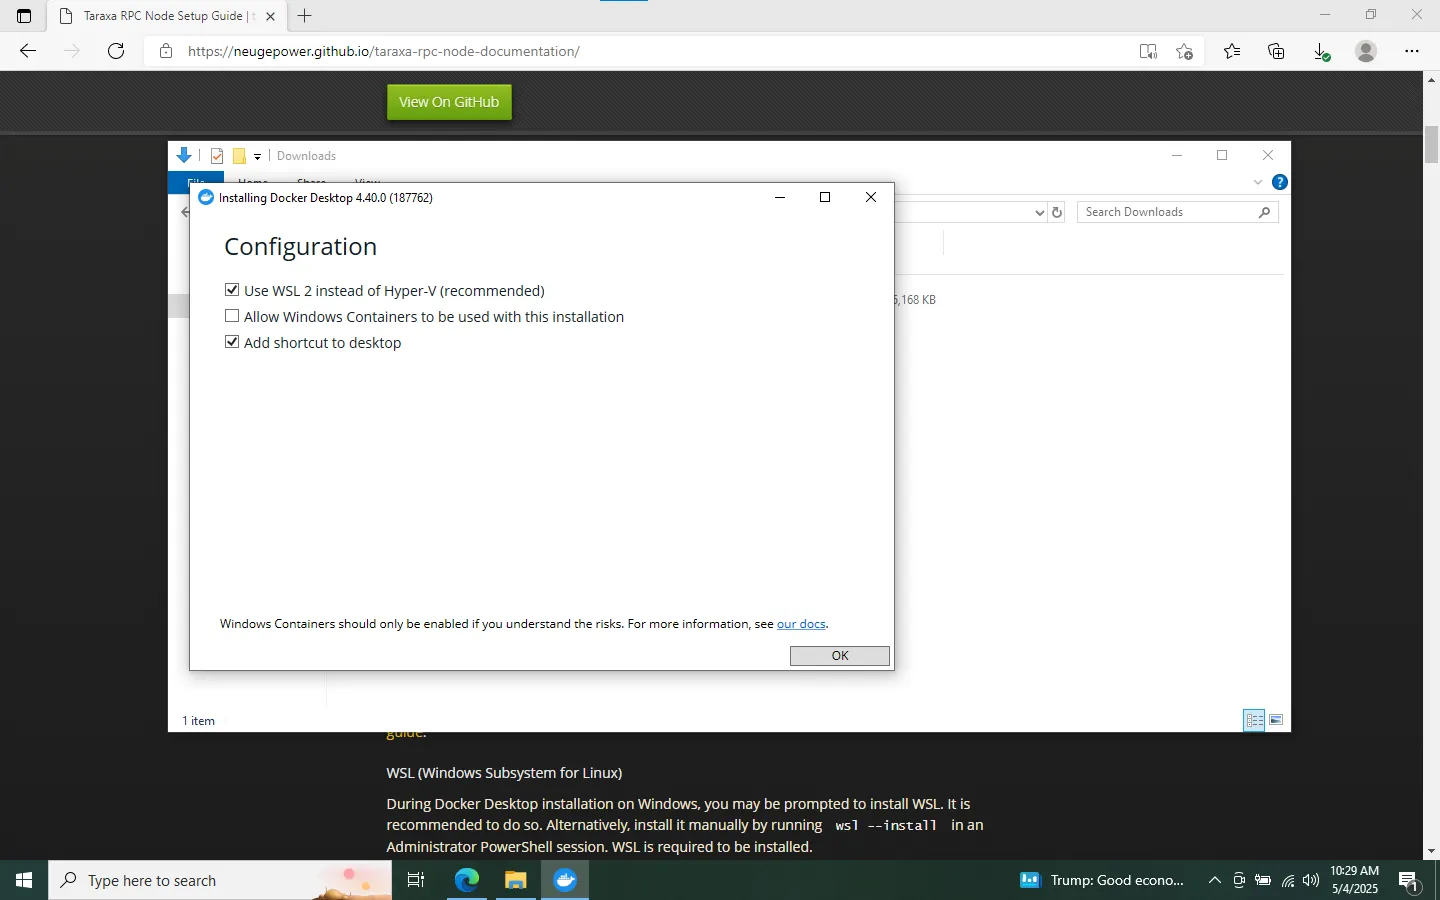 Taraxa RPC Node Setup Guide | t
https://neugepower.github.io/taraxa-rpc-node-documentation/
View On GitHub
Downloads
File Home Share View
Installing Docker Desktop 4.40.0 (187762)
Search Downloads
Configuration
Use WSL 2 instead of Hyper-V (recommended)
5,168 KB
Allow Windows Containers to be used with this installation
Add shortcut to desktop
Windows Containers should only be enabled if you understand the risks. For more information, see our docs.
OK
1 item
guide.
WSL (Windows Subsystem for Linux)
During Docker Desktop installation on Windows, you may be prompted to install WSL. It is
recommended to do so. Alternatively, install it manually by running wsl --install in an
Administrator PowerShell session. WSL is required to be installed.
Type here to search
Trump: Good econo...
10:29 AM
5/4/2025
1